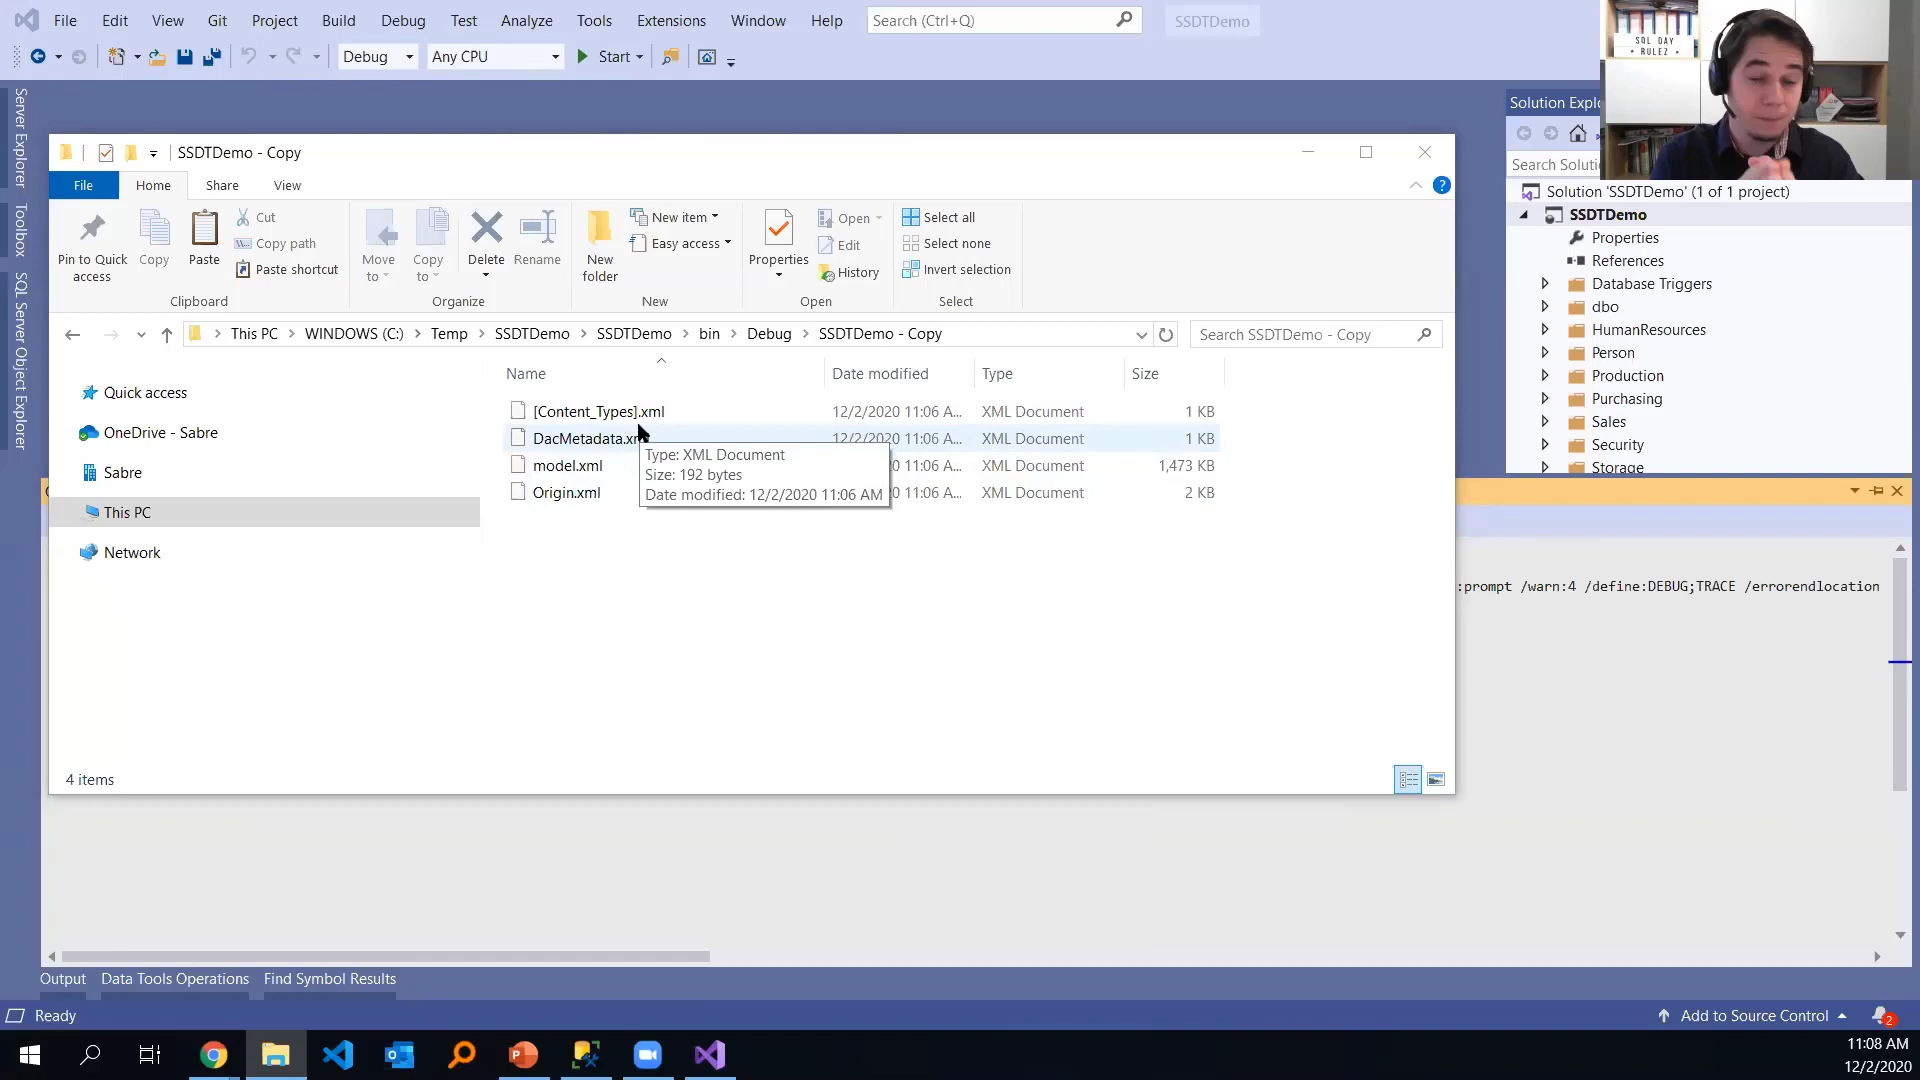 File Edit View Git Project Build Debug Test Analyze Tools Extensions Window Help Search (Ctrl+Q) SSDTDemo
Debug Any CPU Start
SQL DAY
• RULEZ •
Server Explorer
Toolbox
SQL Server Object Explorer
SSDTDemo - Copy
File Home Share View
Pin to Quick access
Copy
Paste
Cut
Copy path
Paste shortcut
Clipboard
Move to
Copy to
Delete
Rename
Organize
New folder
New item
Easy access
New
Properties
Open
Edit
History
Open
Select all
Select none
Invert selection
Select
This PC > WINDOWS (C:) > Temp > SSDTDemo > SSDTDemo > bin > Debug > SSDTDemo - Copy
Search SSDTDemo - Copy
Quick access
OneDrive - Sabre
Sabre
This PC
Network
Name Date modified Type Size
[Content_Types].xml 12/2/2020 11:06 A... XML Document 1 KB
DacMetadata.xm 12/2/2020 11:06 A... XML Document 1 KB
model.xml 0 11:06 A... XML Document 1,473 KB
Origin.xml 0 11:06 A... XML Document 2 KB
Type: XML Document
Size: 192 bytes
Date modified: 12/2/2020 11:06 AM
4 items
Solution Explo
Search Soluti
Solution 'SSDTDemo' (1 of 1 project)
SSDTDemo
Properties
References
Database Triggers
dbo
HumanResources
Person
Production
Purchasing
Sales
Security
Storage
:prompt /warn:4 /define:DEBUG;TRACE /errorendlocation
Output Data Tools Operations Find Symbol Results
Ready
Add to Source Control
2
11:08 AM
12/2/2020